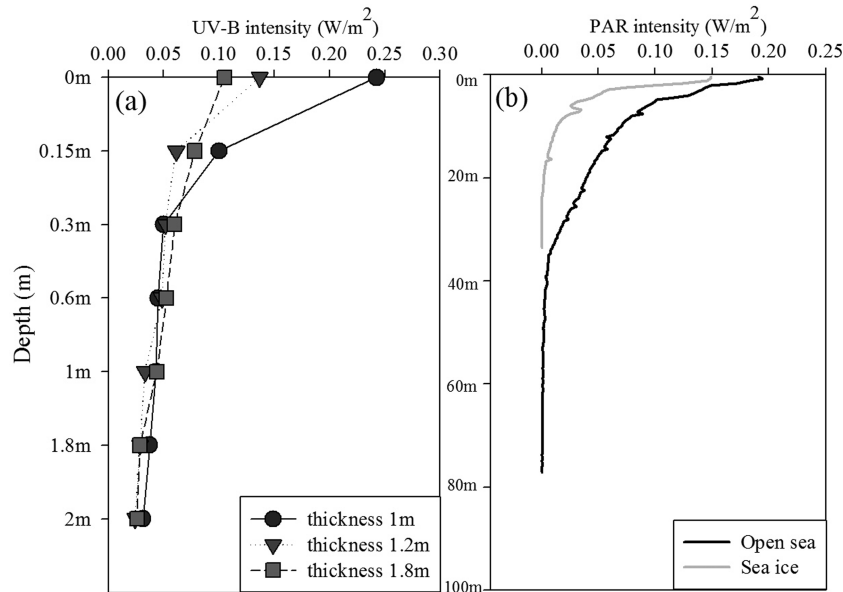 UV-B intensity (W/m²)
0.00 0.05 0.10 0.15 0.20 0.25 0.30
(a)
Depth (m)
0m
0.15m
0.3m
0.6m
1m
1.8m
2m
thickness 1m
thickness 1.2m
thickness 1.8m
PAR intensity (W/m²)
0.00 0.05 0.10 0.15 0.20 0.25
(b)
0m
20m
40m
60m
80m
100m
Open sea
Sea ice